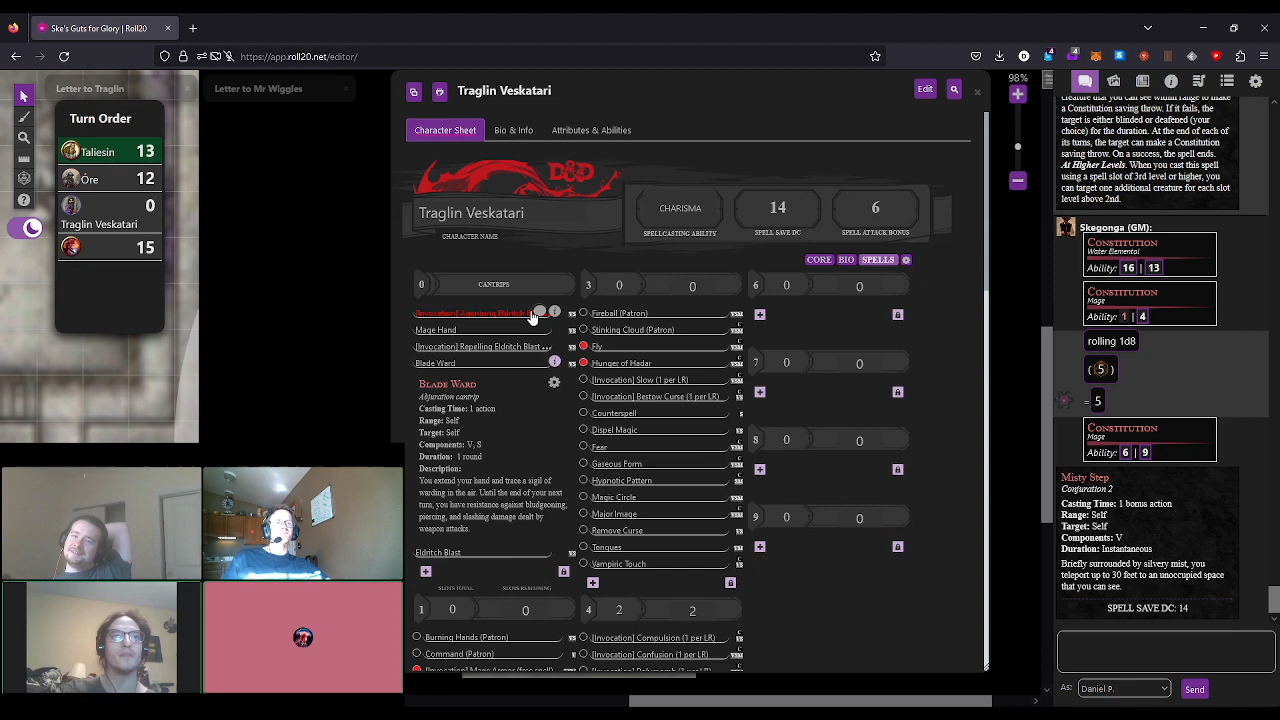 Ske's Guts for Glory | Roll20
https://app.roll20.net/editor/
Letter to Traglin
Letter to Mr Wiggles
Turn Order
Taliesin 13
Óre 12
0
Traglin Veskatari
15
Traglin Veskatari
Edit
98%
Character Sheet
Bio & Info
Attributes & Abilities
D&D
Traglin Veskatari
CHARACTER NAME
CHARISMA
SPELLCASTING ABILITY
14
SPELL SAVE DC
6
SPELL ATTACK BONUS
CORE
BIO
SPELLS
0 CANTRIPS
[Invocation] Agonizing Eldritch
Mage Hand
[Invocation] Repelling Eldritch Blast ...
Blade Ward
BLADE WARD
Abjuration cantrip
Casting Time: 1 action
Range: Self
Target: Self
Components: V, S
Duration: 1 round
Description:
You extend your hand and trace a sigil
of warding in the air. Until the end of your next
turn, you have resistance against bludgeoning,
piercing, and slashing damage dealt by
weapon attacks.
Eldritch Blast
SLOTS TOTAL SLOTS REMAINING
1 0 0
Burning Hands (Patron)
Command (Patron)
[Invocation] Mage Armor (free spell)
3 0 0
Fireball (Patron)
Stinking Cloud (Patron)
Fly
Hunger of Hadar
[Invocation] Slow (1 per LR)
[Invocation] Bestow Curse (1 per LR)
Counterspell
Dispel Magic
Fear
Gaseous Form
Hypnotic Pattern
Magic Circle
Major Image
Remove Curse
Tongues
Vampiric Touch
4 2 2
[Invocation] Compulsion (1 per LR)
[Invocation] Confusion (1 per LR)
[Invocation] Polymorph (1 per LR)
6 0 0
7 0 0
8 0 0
9 0 0
creature that you can see within range to make
a Constitution saving throw. If it fails, the
target is either blinded or deafened (your
choice) for the duration. At the end of each of
its turns, the target can make a Constitution
saving throw. On a success, the spell ends.
At Higher Levels. When you cast this spell
using a spell slot of 3rd level or higher, you can
target one additional creature for each slot
level above 2nd.
Skegonga (GM):
CONSTITUTION
Water Elemental
Ability: 16 | 13
CONSTITUTION
Mage
Ability: 1 | 4
rolling 1d8
( 5 )
= 5
CONSTITUTION
Mage
Ability: 6 | 9
MISTY STEP
Conjuration 2
Casting Time: 1 bonus action
Range: Self
Target: Self
Components: V
Duration: Instantaneous
Briefly surrounded by silvery mist, you
teleport up to 30 feet to an unoccupied space
that you can see.
SPELL SAVE DC: 14
As: Daniel P.
Send